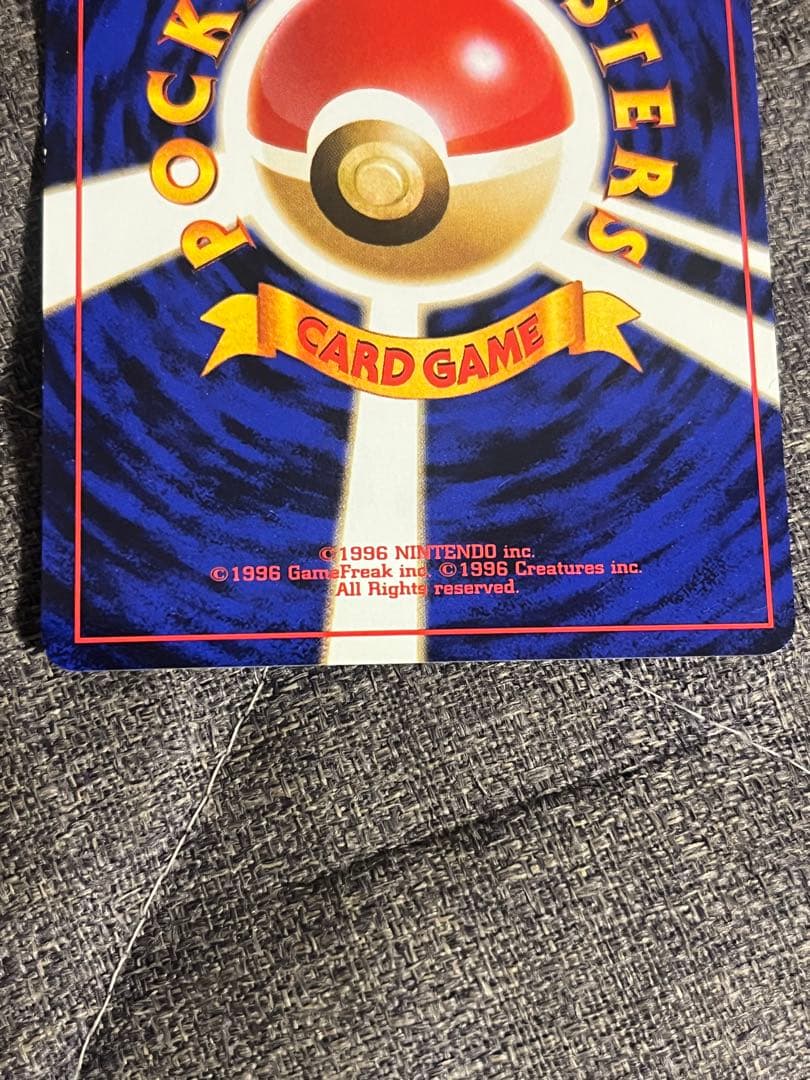 POCK
STERS
CARD GAME
©1996 NINTENDO inc.
©1996 GameFreak inc. ©1996 Creatures inc.
All Rights reserved.